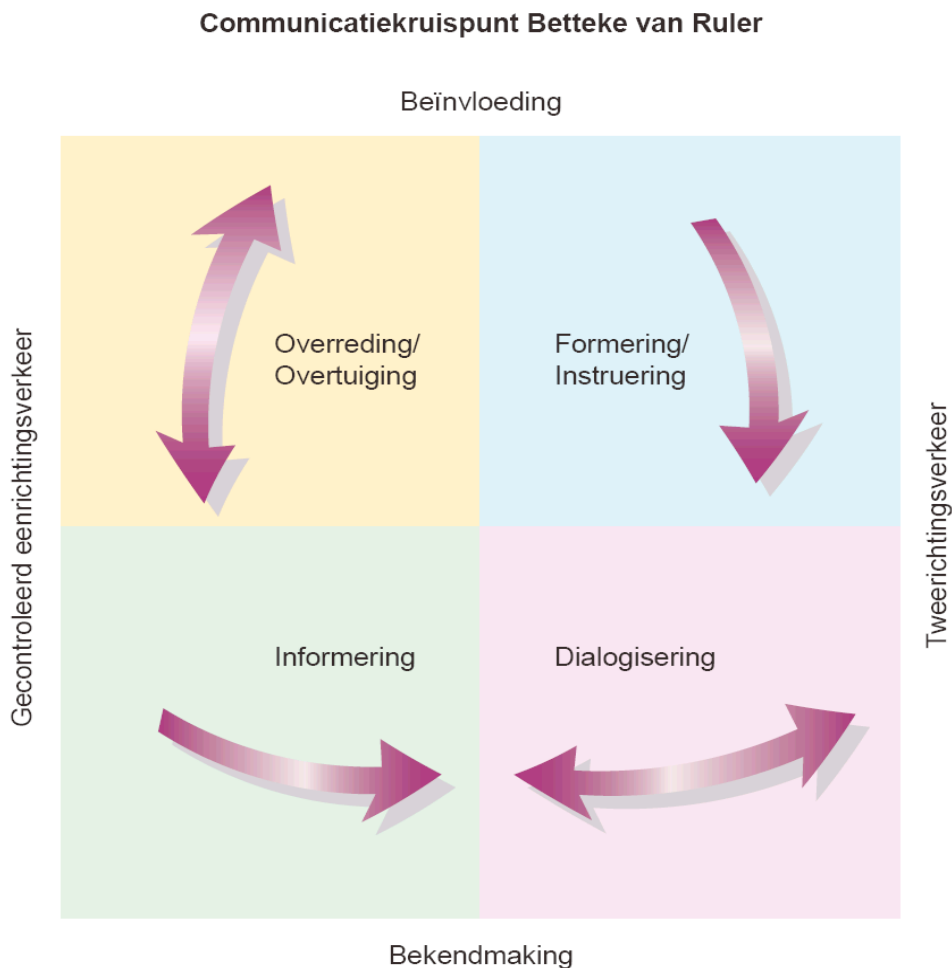 Communicatiekruispunt Betteke van Ruler
Beïnvloeding
Gecontroleerd eenrichtingsverkeer
Overreding/
Overtuiging
Formering/
Instruering
Tweerichtingsverkeer
Informering
Dialogisering
Bekendmaking